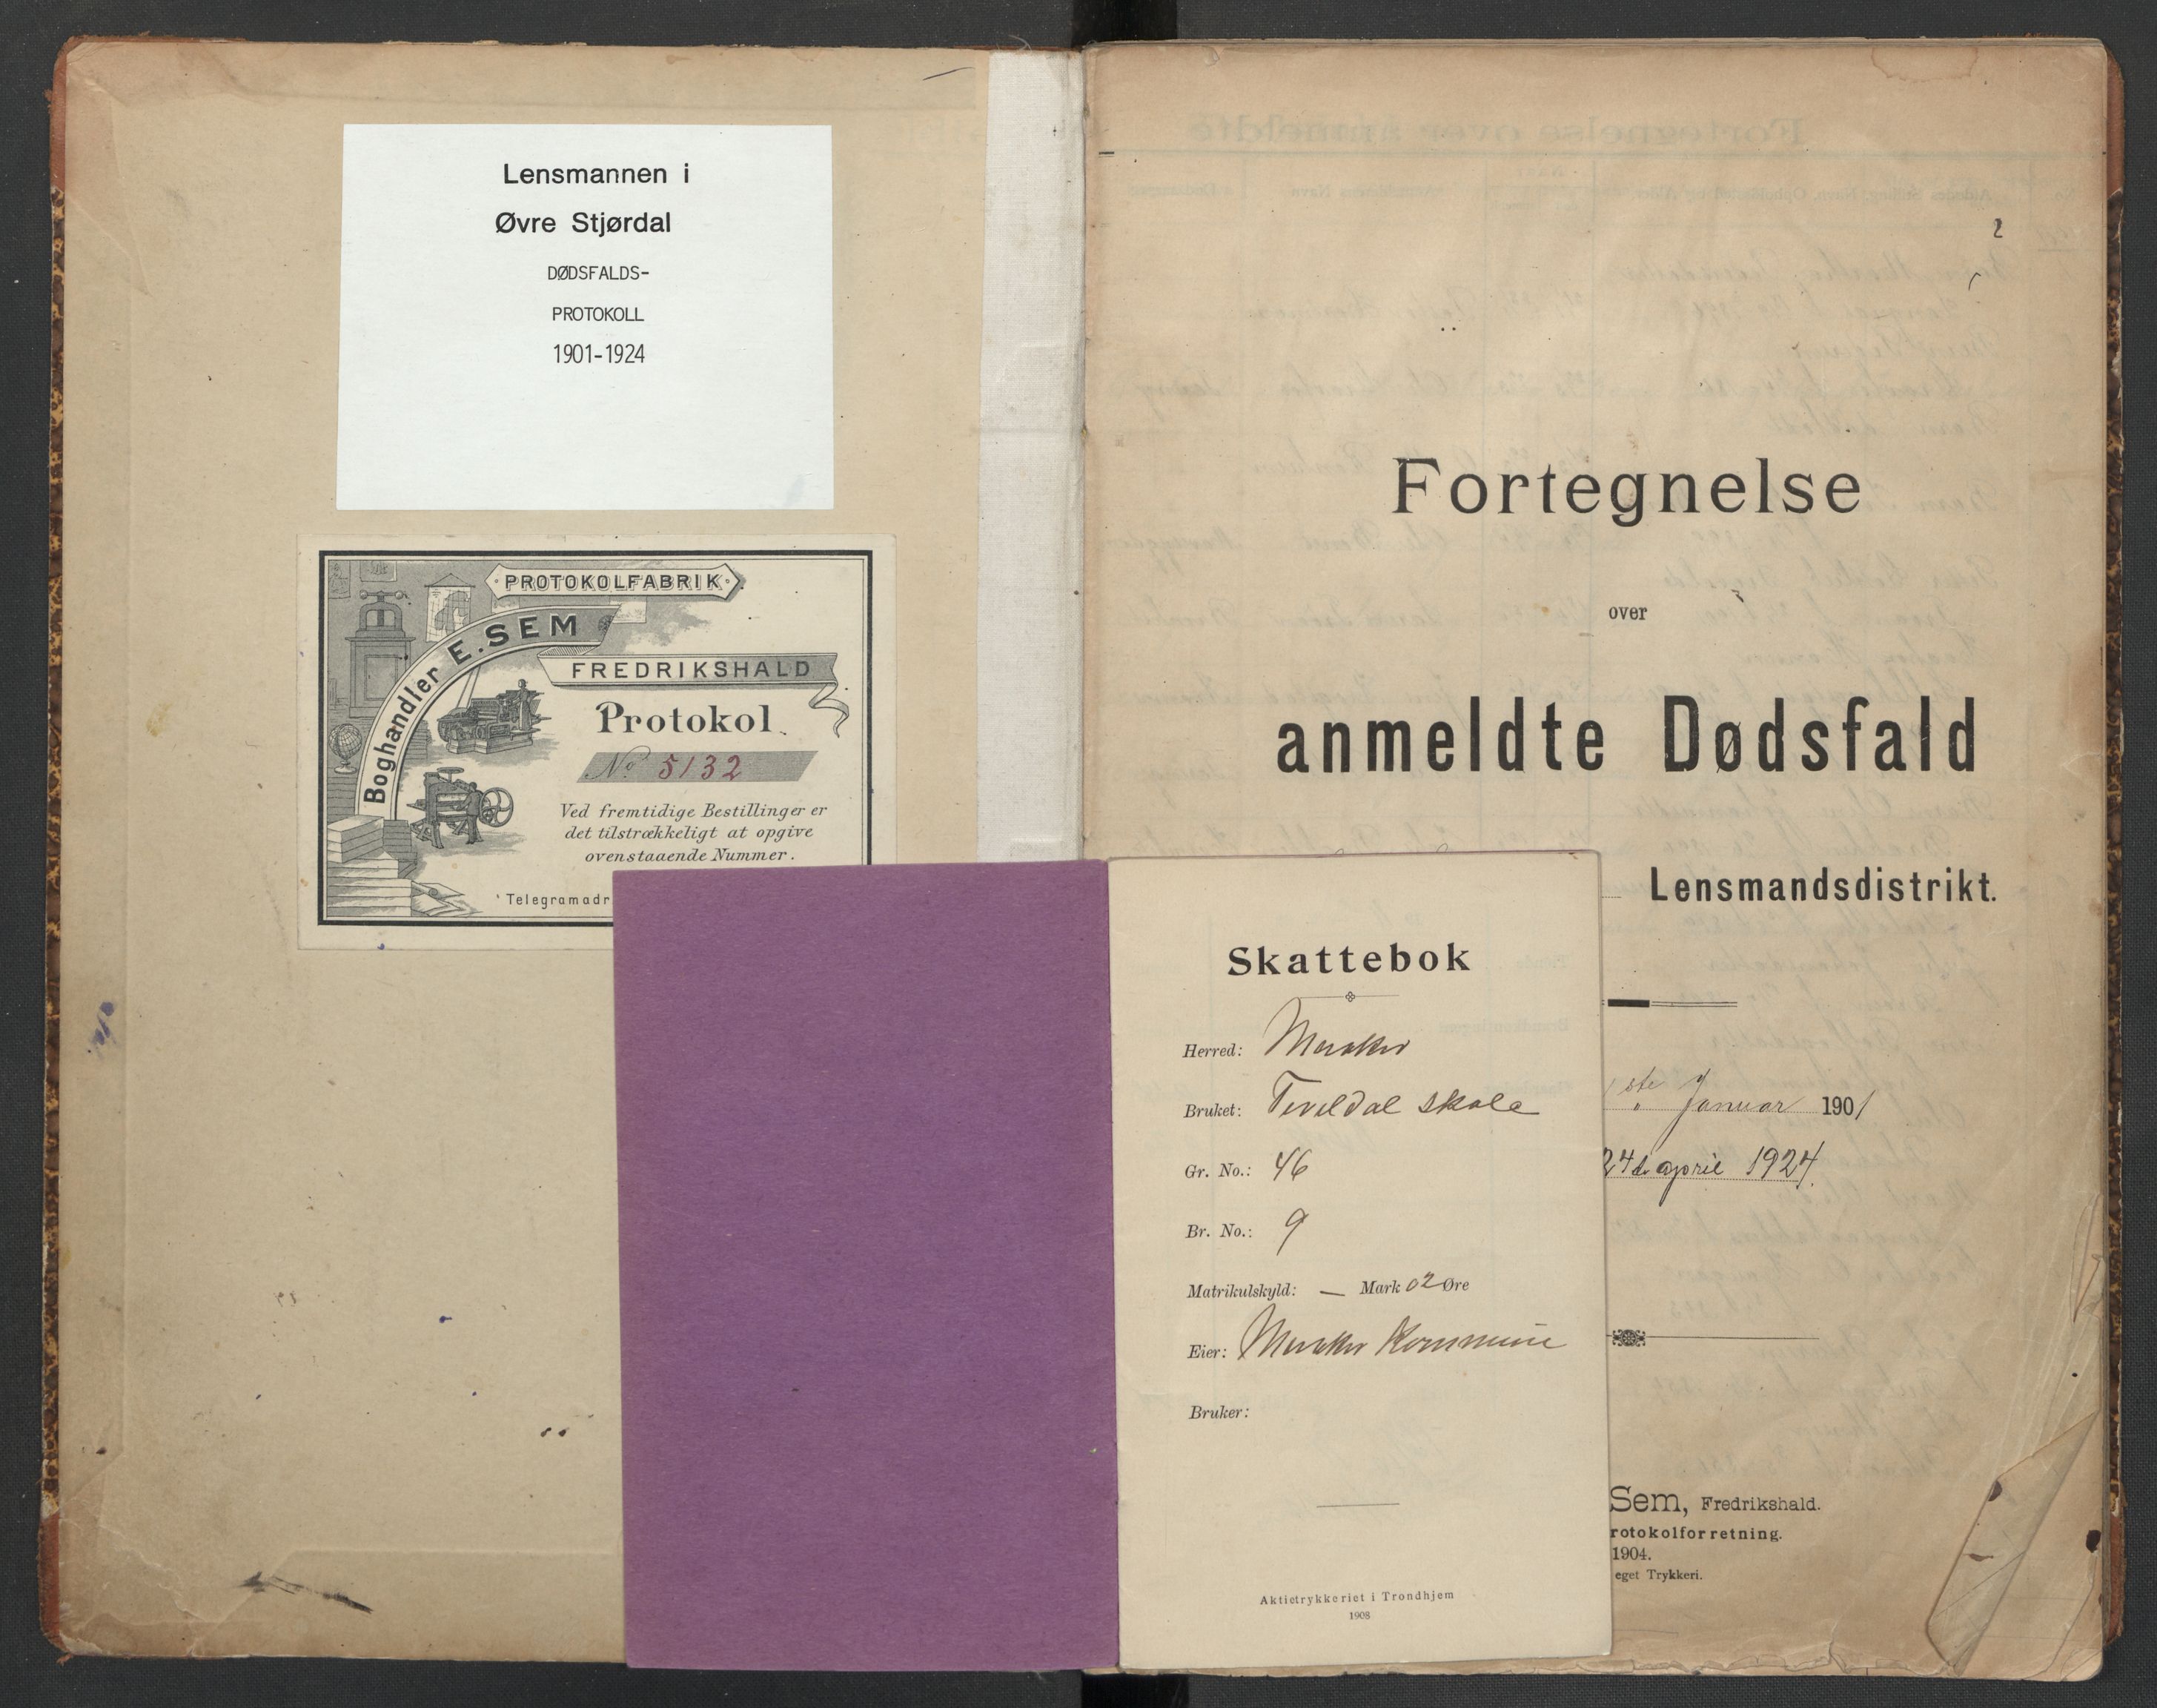 Lensmannen i
Øvre Stjørdal
DØDSFALDS-
PROTOKOLL
1901-1924
PROTOKOLFABRIK
Boghandler E. SEM
FREDRIKSHALD
Protokol.
No 5132
Ved fremtidige Bestillinger er
det tilstrækkeligt at opgive
ovenstaaende Nummer.
Telegramadr
Fortegnelse
over
anmeldte Dødsfald
Lensmandsdistrikt.
1ste Januar 1901
24de april 1924.
Sem, Fredrikshald.
rotokolforretning.
1904.
eget Trykkeri.
2
Skattebok
Herred: Meraker
Bruket: Teveldal skole
Gr. No.: 46
Br. No.: 9
Matrikulskyld: — Mark 02 Øre
Eier: Meraker Kommune
Bruker:
Aktietrykkeriet i Trondhjem
1908